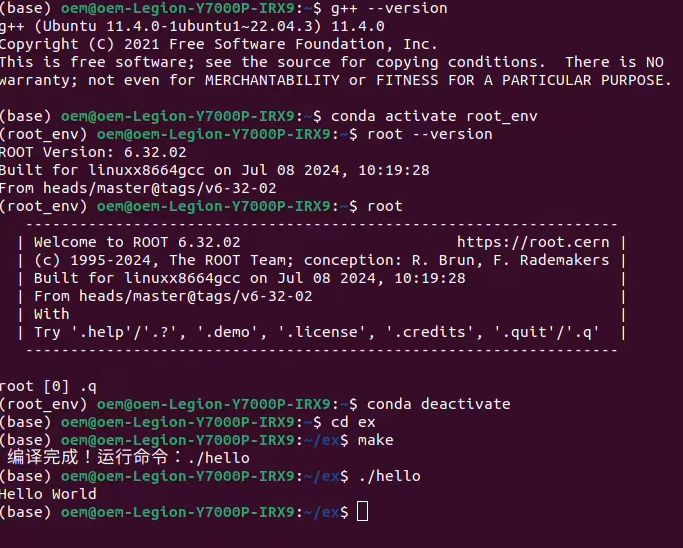 (base) oem@oem-Legion-Y7000P-IRX9:~$ g++ --version
g++ (Ubuntu 11.4.0-1ubuntu1~22.04.3) 11.4.0
Copyright (C) 2021 Free Software Foundation, Inc.
This is free software; see the source for copying conditions.  There is NO
warranty; not even for MERCHANTABILITY or FITNESS FOR A PARTICULAR PURPOSE.
(base) oem@oem-Legion-Y7000P-IRX9:~$ conda activate root_env
(root_env) oem@oem-Legion-Y7000P-IRX9:~$ root --version
ROOT Version: 6.32.02
Built for linuxx8664gcc on Jul 08 2024, 10:19:28
From heads/master@tags/v6-32-02
(root_env) oem@oem-Legion-Y7000P-IRX9:~$ root
------------------------------------------------------------------
| Welcome to ROOT 6.32.02                        https://root.cern |
| (c) 1995-2024, The ROOT Team; conception: R. Brun, F. Rademakers |
| Built for linuxx8664gcc on Jul 08 2024, 10:19:28                 |
| From heads/master@tags/v6-32-02                                  |
| With                                                             |
| Try '.help'/'.?', '.demo', '.license', '.credits', '.quit'/'.q'  |
------------------------------------------------------------------
root [0] .q
(root_env) oem@oem-Legion-Y7000P-IRX9:~$ conda deactivate
(base) oem@oem-Legion-Y7000P-IRX9:~$ cd ex
(base) oem@oem-Legion-Y7000P-IRX9:~/ex$ make
编译完成！运行命令：./hello
(base) oem@oem-Legion-Y7000P-IRX9:~/ex$ ./hello
Hello World
(base) oem@oem-Legion-Y7000P-IRX9:~/ex$